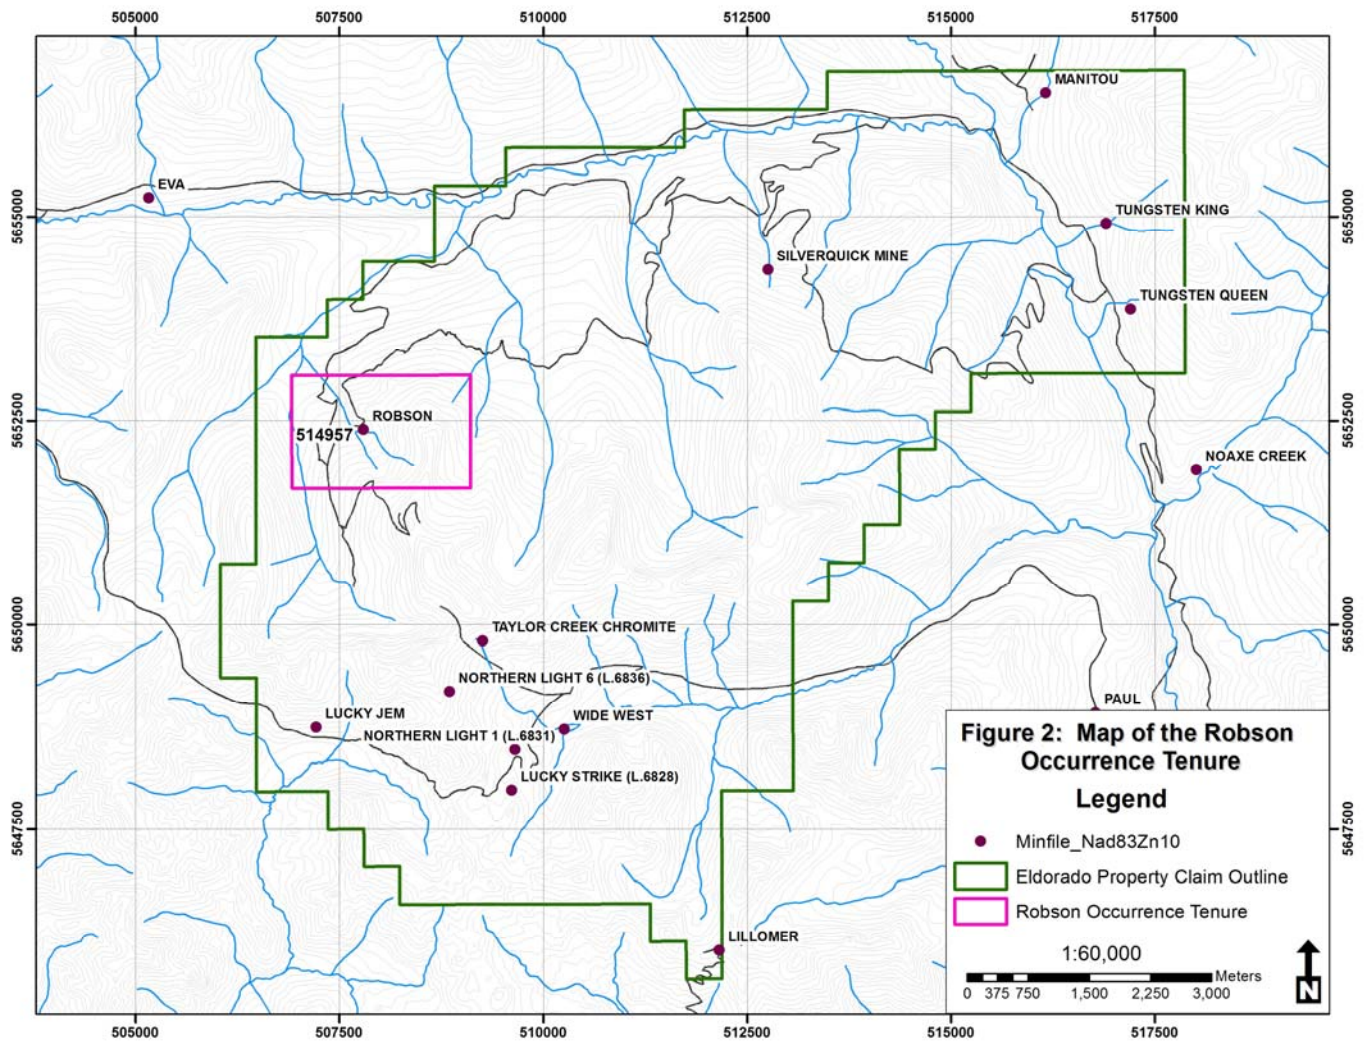 505000 507500 510000 512500 515000 517500
MANITOU
EVA
TUNGSTEN KING
5655000 5655000
SILVERQUICK MINE
TUNGSTEN QUEEN
ROBSON
5652500 5652500
514957
NOAXE CREEK
TAYLOR CREEK CHROMITE
5650000 5650000
NORTHERN LIGHT 6 (L.6836)
PAUL
LUCKY JEM
WIDE WEST
NORTHERN LIGHT 1 (L.6831)
LUCKY STRIKE (L.6828)
5647500 5647500
LILLOMER
Figure 2: Map of the Robson
Occurrence Tenure
Legend
Minfile_Nad83Zn10
Eldorado Property Claim Outline
Robson Occurrence Tenure
1:60,000
Meters
0 375 750 1,500 2,250 3,000
N
505000 507500 510000 512500 515000 517500